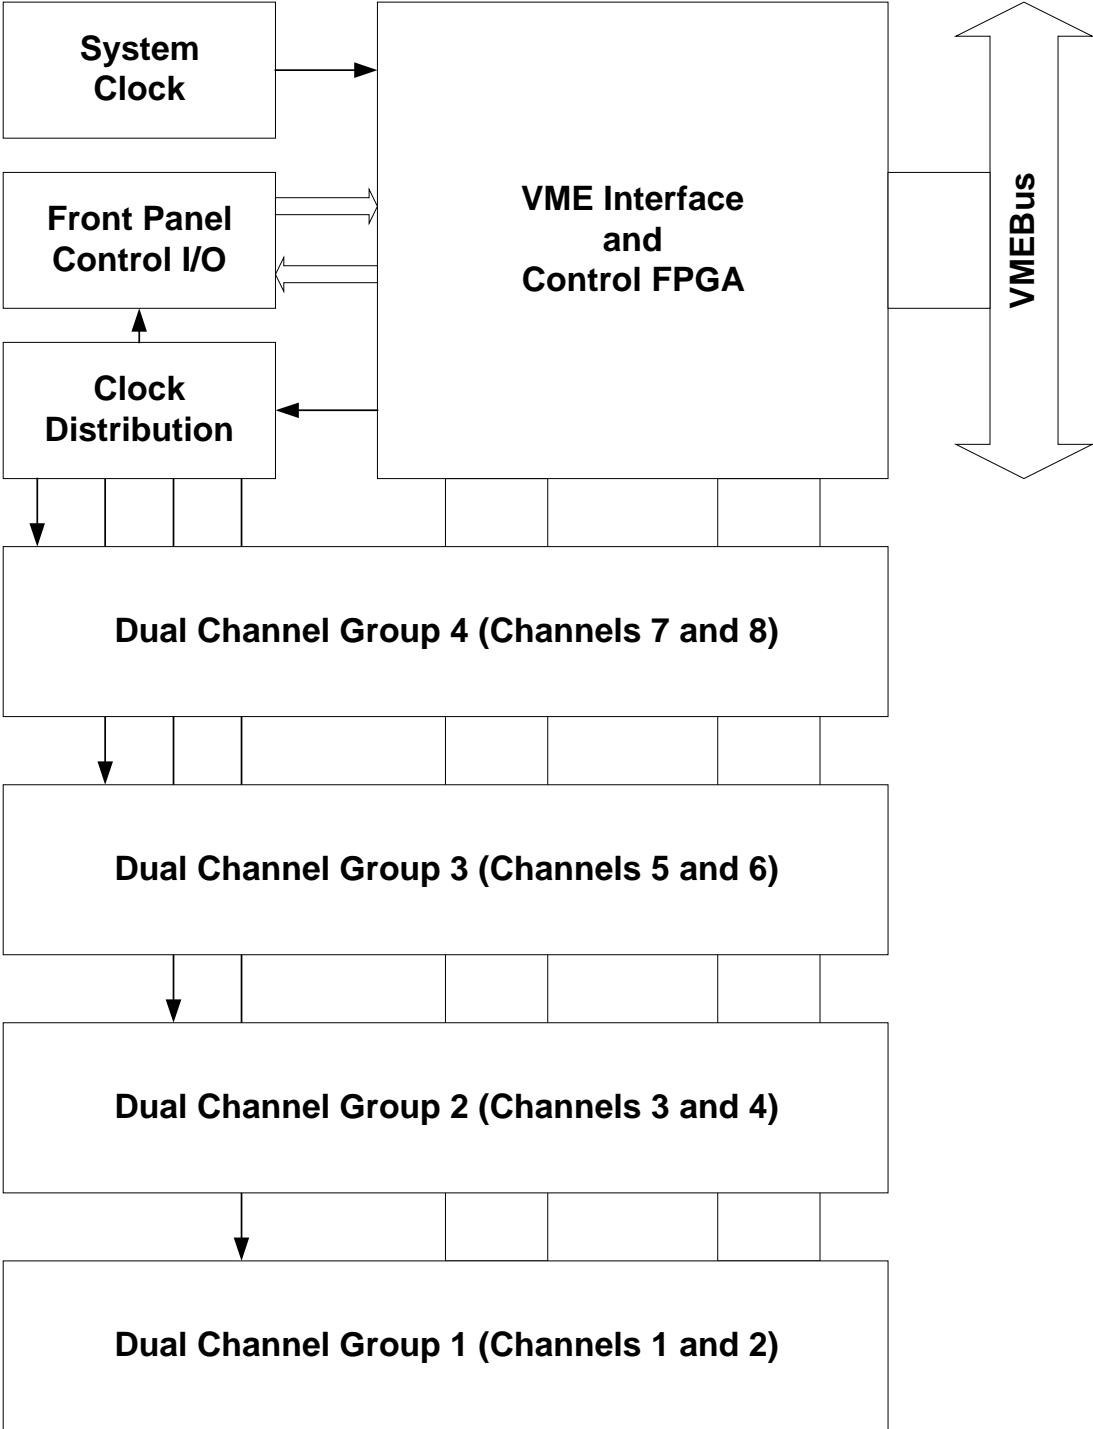 System
Clock
Front Panel
Control I/O
Clock
Distribution
VME Interface
and
Control FPGA
VMEBus
Dual Channel Group 4 (Channels 7 and 8)
Dual Channel Group 3 (Channels 5 and 6)
Dual Channel Group 2 (Channels 3 and 4)
Dual Channel Group 1 (Channels 1 and 2)